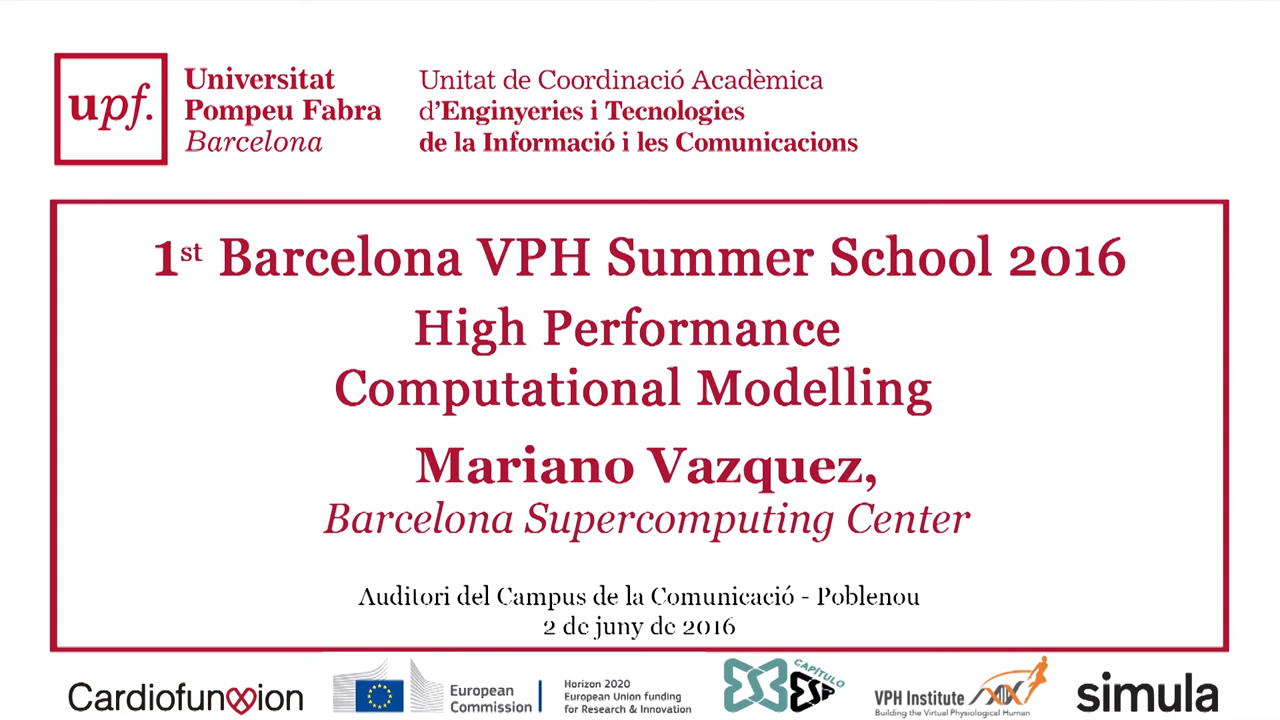 upf.
Universitat
Pompeu Fabra
Barcelona
Unitat de Coordinació Acadèmica
d'Enginyeries i Tecnologies
de la Informació i les Comunicacions
1st Barcelona VPH Summer School 2016
High Performance
Computational Modelling
Mariano Vazquez,
Barcelona Supercomputing Center
Auditori del Campus de la Comunicació - Poblenou
2 de juny de 2016
Cardiofunxion
European
Commission
Horizon 2020
European Union funding
for Research & Innovation
CAPÍTULO
ESP
VPH Institute
Building the Virtual Physiological Human
simula